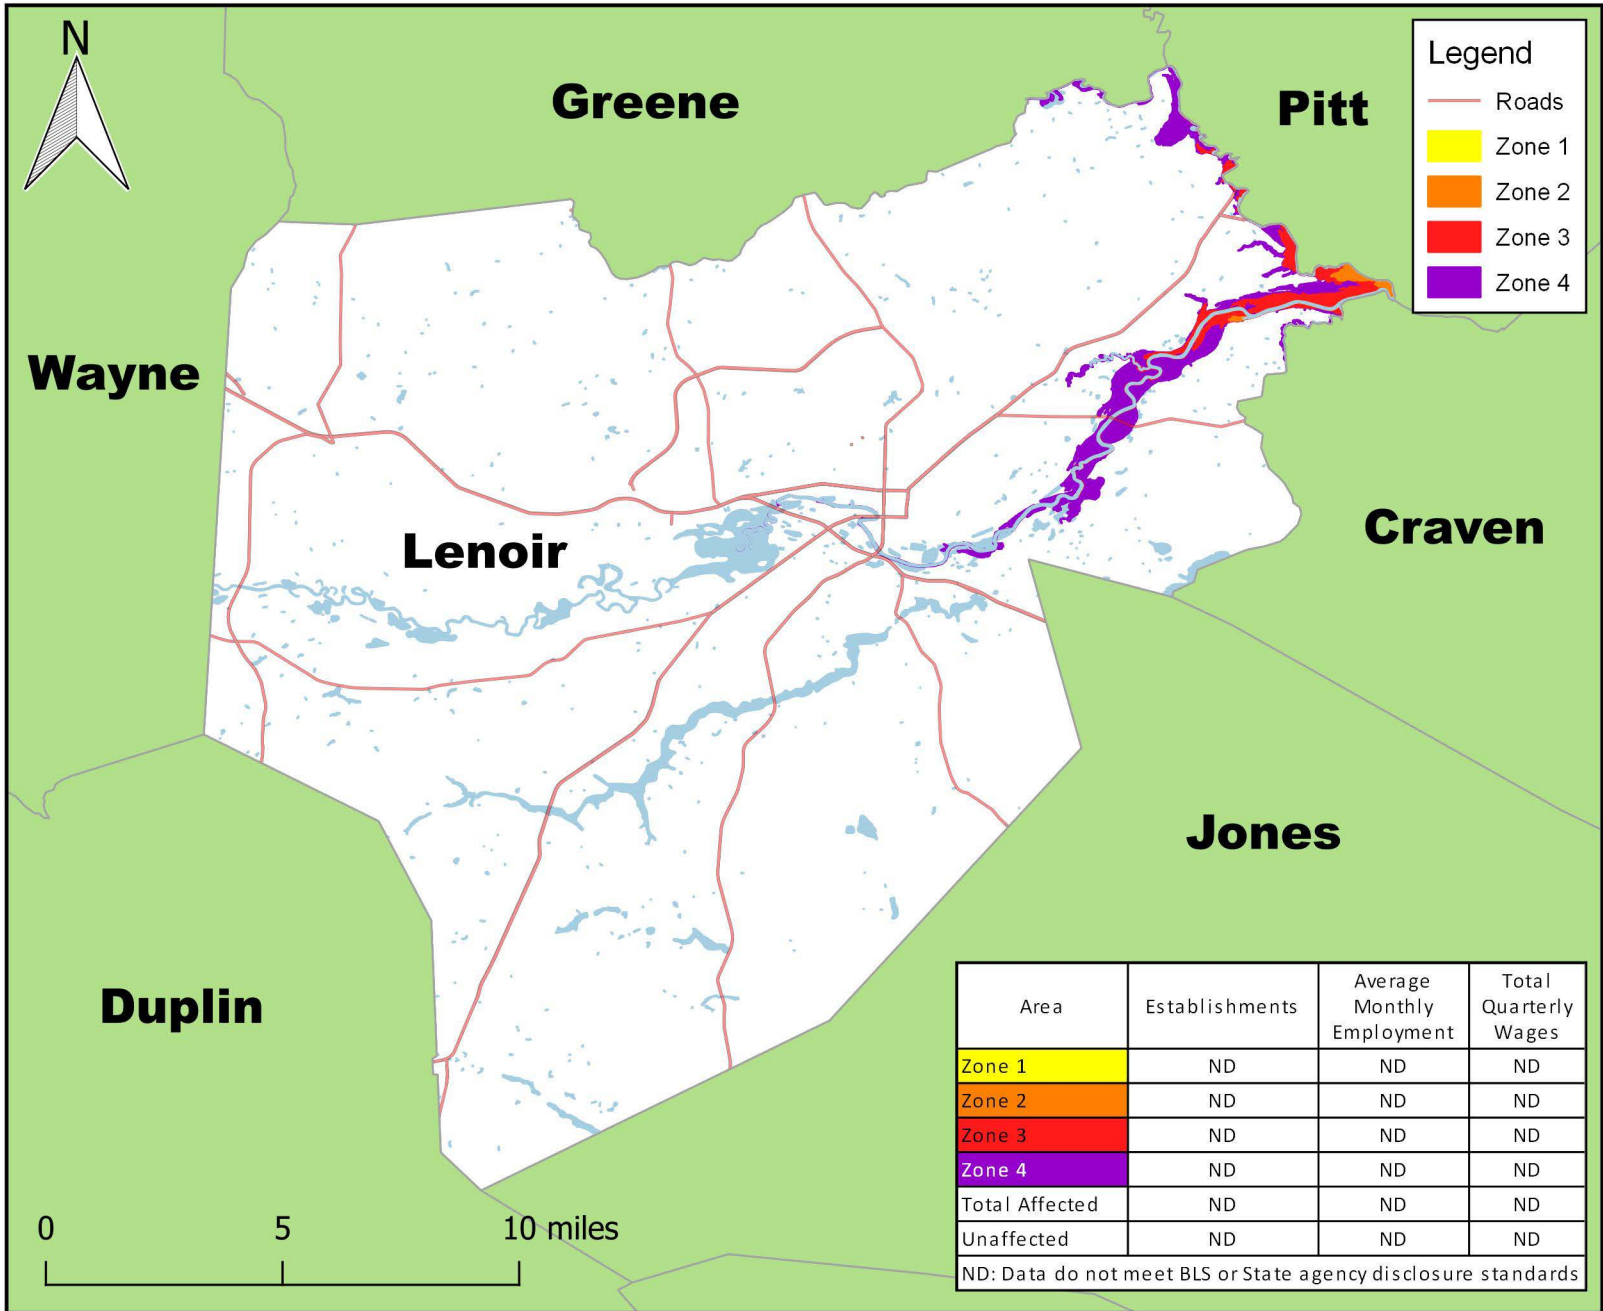 N
Greene
Pitt
Legend
Roads
Zone 1
Zone 2
Zone 3
Zone 4
Wayne
Lenoir
Craven
Jones
Duplin
0 5 10 miles
Area Establishments Average Monthly Employment Total Quarterly Wages
Zone 1 ND ND ND
Zone 2 ND ND ND
Zone 3 ND ND ND
Zone 4 ND ND ND
Total Affected ND ND ND
Unaffected ND ND ND
ND: Data do not meet BLS or State agency disclosure standards